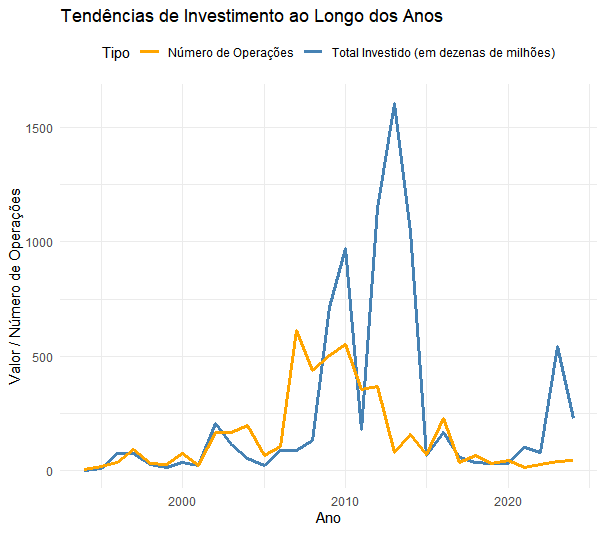 Tendências de Investimento ao Longo dos Anos
Tipo Número de Operações Total Investido (em dezenas de milhões)
Valor / Número de Operações
1500
1000
500
0
2000 2010 2020
Ano